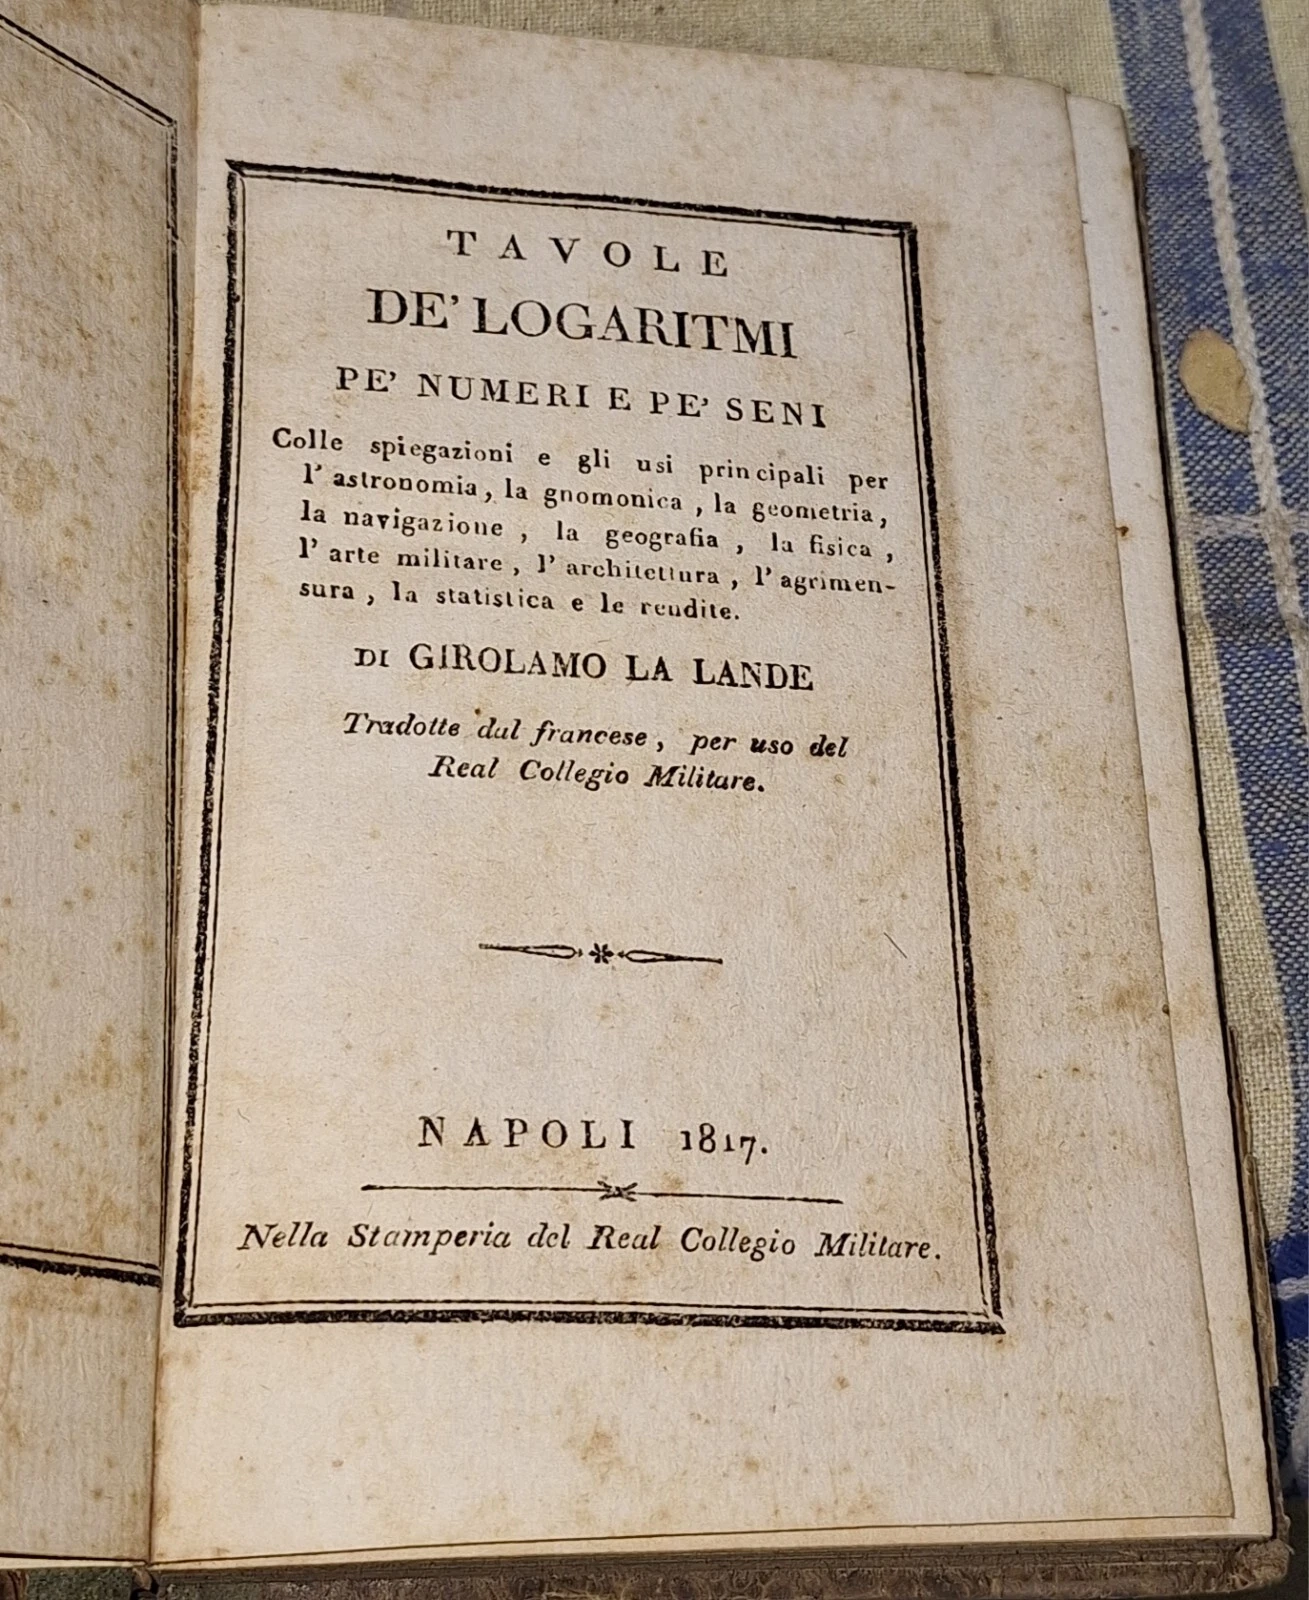 TAVOLE
DE' LOGARITMI
PE' NUMERI E PE' SENI
Colle spiegazioni e gli usi principali per
l' astronomia, la gnomonica, la geometria,
la navigazione, la geografia, la fisica,
l' arte militare, l' architettura, l' agrimen-
sura, la statistica e le rendite.
DI GIROLAMO LA LANDE
Tradotte dal francese, per uso del
Real Collegio Militare.
NAPOLI 1817.
Nella Stamperia del Real Collegio Militare.